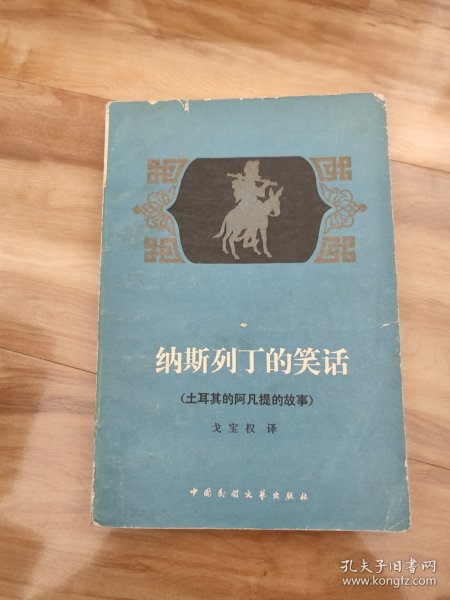 纳斯列丁的笑话
(土耳其的阿凡提的故事)
戈宝权 译
中国民间文艺出版社
孔夫子旧书网
www.kongfz.com